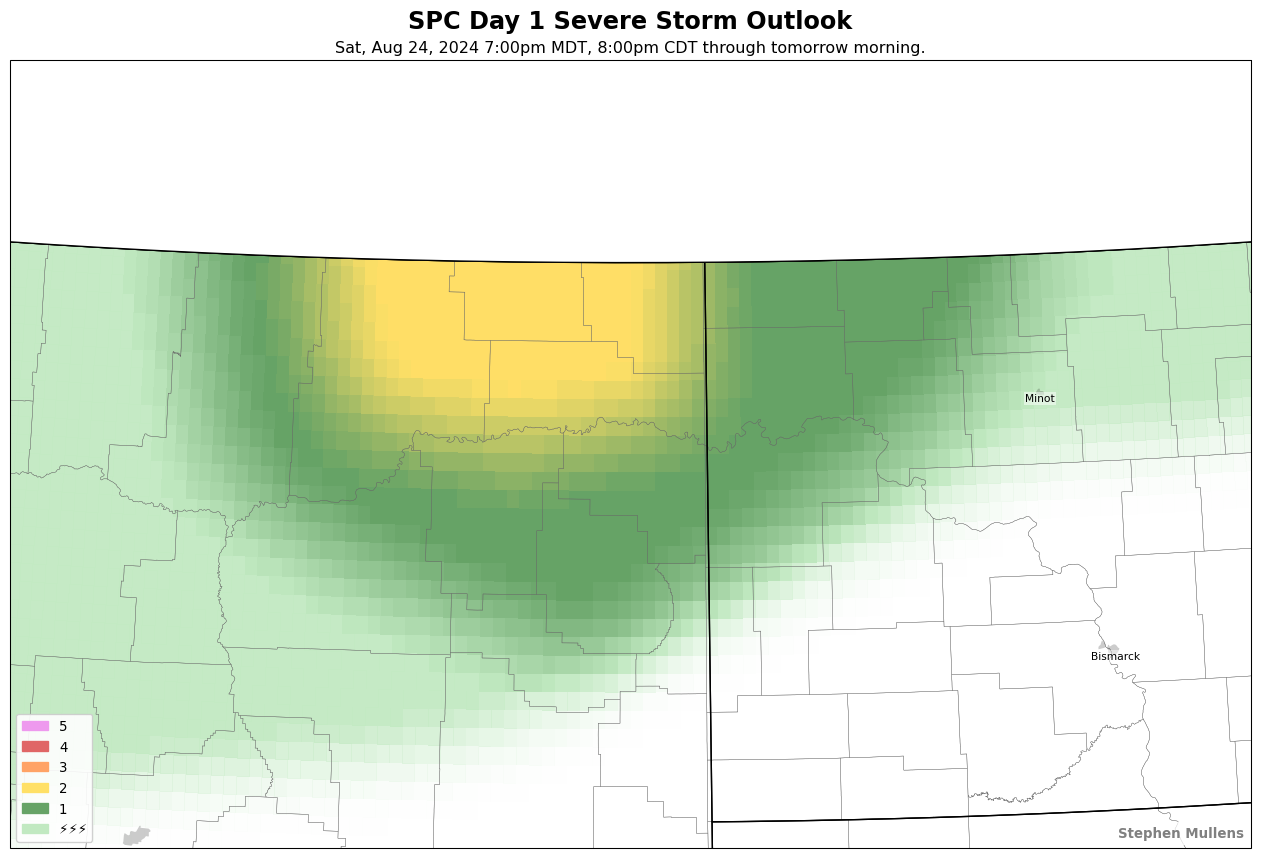 SPC Day 1 Severe Storm Outlook
Sat, Aug 24, 2024 7:00pm MDT, 8:00pm CDT through tomorrow morning.
Minot
Bismarck
5
4
3
2
1
⚡⚡⚡
Stephen Mullens